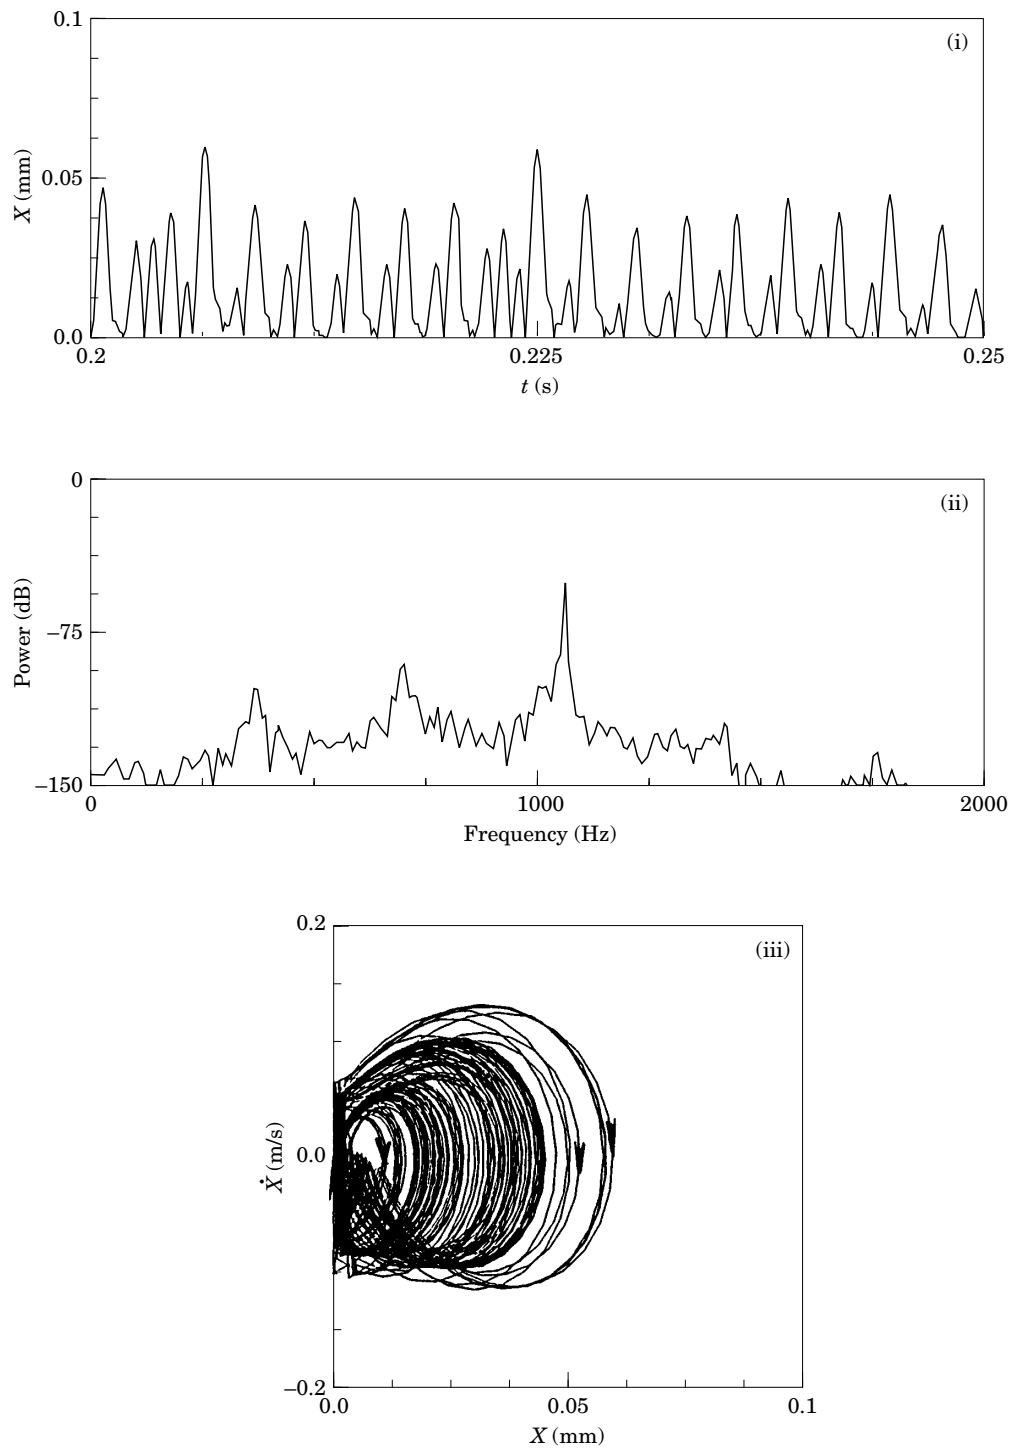 0.1
(i)
X (mm)
0.05
0.0
0.2
0.225
0.25
t (s)
0
(ii)
Power (dB)
–75
–150
0
1000
2000
Frequency (Hz)
0.2
(iii)
Ẋ (m/s)
0.0
–0.2
0.0
0.05
0.1
X (mm)